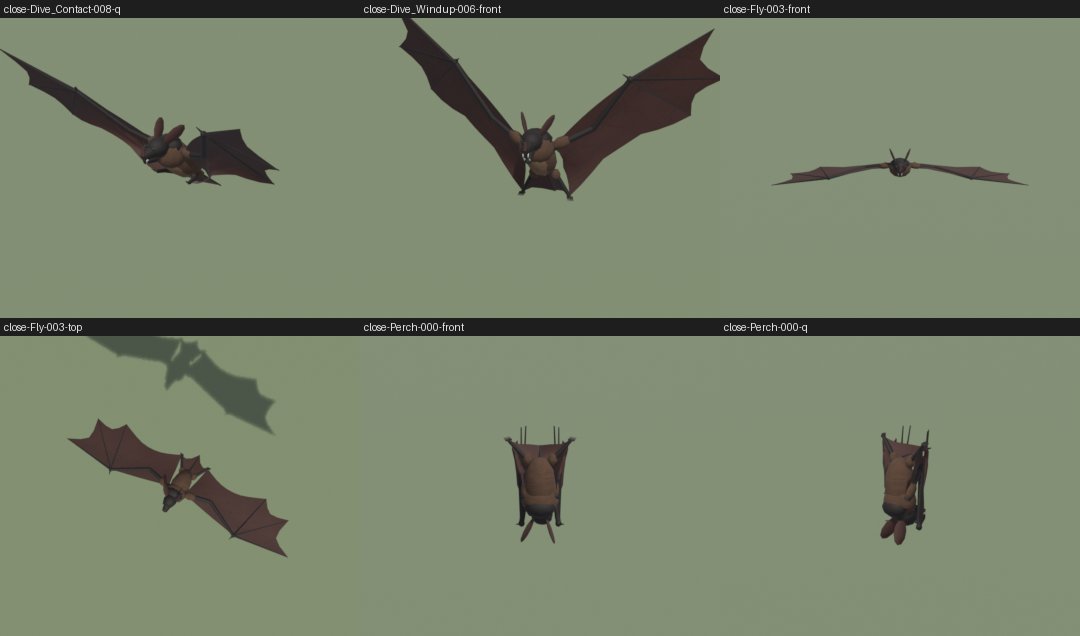 close-Dive_Contact-008-q
close-Dive_Windup-006-front
close-Fly-003-front
close-Fly-003-top
close-Perch-000-front
close-Perch-000-q